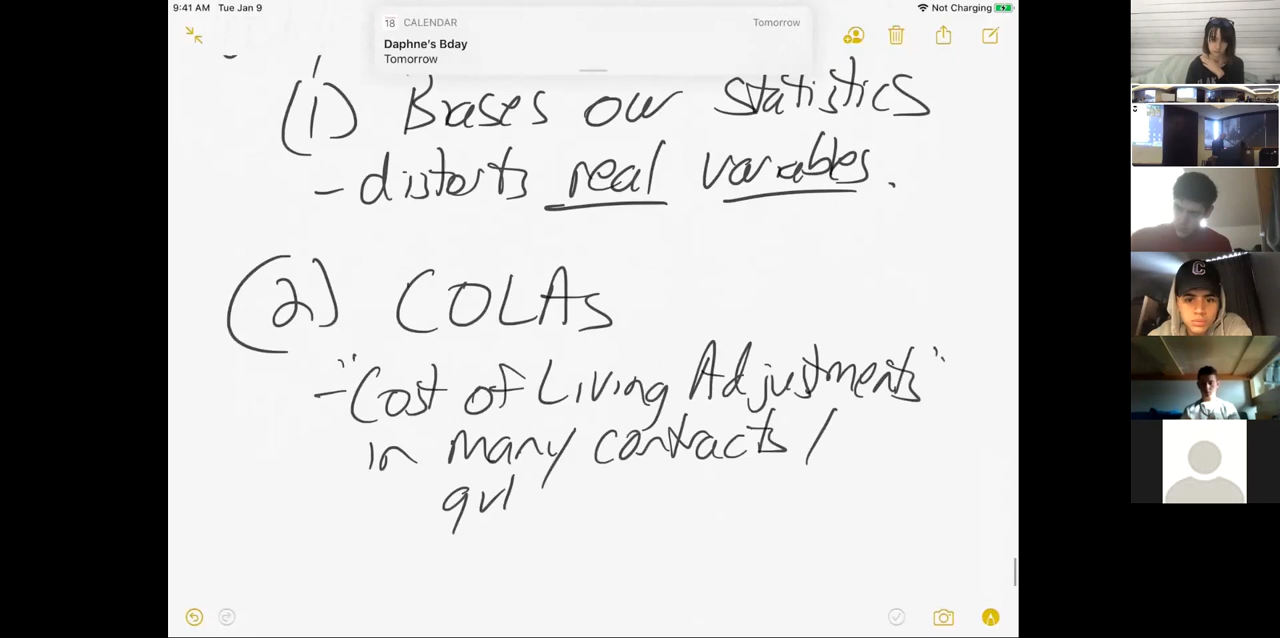 9:41 AM Tue Jan 9
Not Charging
18 CALENDAR
Tomorrow
Daphne's Bday
Tomorrow
(1) Biases our statistics
- distorts real variables.
(2) COLAs
- "Cost of Living Adjustments"
in many contracts /
C